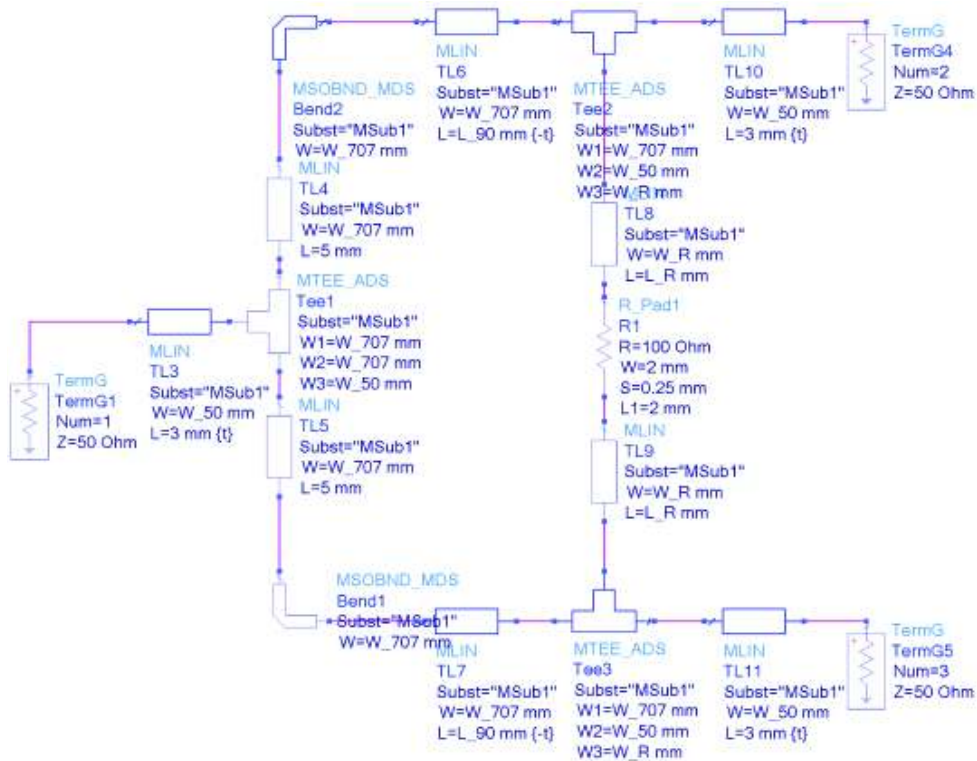 MLIN
TL6
Subst="MSub1"
W=W_707 mm
L=L_90 mm {-t}
MLIN
TL10
Subst="MSub1"
W=W_50 mm
L=3 mm {t}
TermG
TermG4
Num=2
Z=50 Ohm
MSOBND_MDS
Bend2
Subst="MSub1"
W=W_707 mm
MTEE_ADS
Tee2
Subst="MSub1"
W1=W_707 mm
W2=W_50 mm
W3=W_R mm
MLIN
TL4
Subst="MSub1"
W=W_707 mm
L=5 mm
TL8
Subst="MSub1"
W=W_R mm
L=L_R mm
MTEE_ADS
Tee1
Subst="MSub1"
W1=W_707 mm
W2=W_707 mm
W3=W_50 mm
R_Pad1
R1
R=100 Ohm
W=2 mm
S=0.25 mm
L1=2 mm
MLIN
TL3
Subst="MSub1"
W=W_50 mm
L=3 mm {t}
TermG
TermG1
Num=1
Z=50 Ohm
MLIN
TL5
Subst="MSub1"
W=W_707 mm
L=5 mm
MLIN
TL9
Subst="MSub1"
W=W_R mm
L=L_R mm
MSOBND_MDS
Bend1
Subst="MSub1"
W=W_707 mm
MLIN
TL7
Subst="MSub1"
W=W_707 mm
L=L_90 mm {-t}
MTEE_ADS
Tee3
Subst="MSub1"
W1=W_707 mm
W2=W_50 mm
W3=W_R mm
MLIN
TL11
Subst="MSub1"
W=W_50 mm
L=3 mm {t}
TermG
TermG5
Num=3
Z=50 Ohm